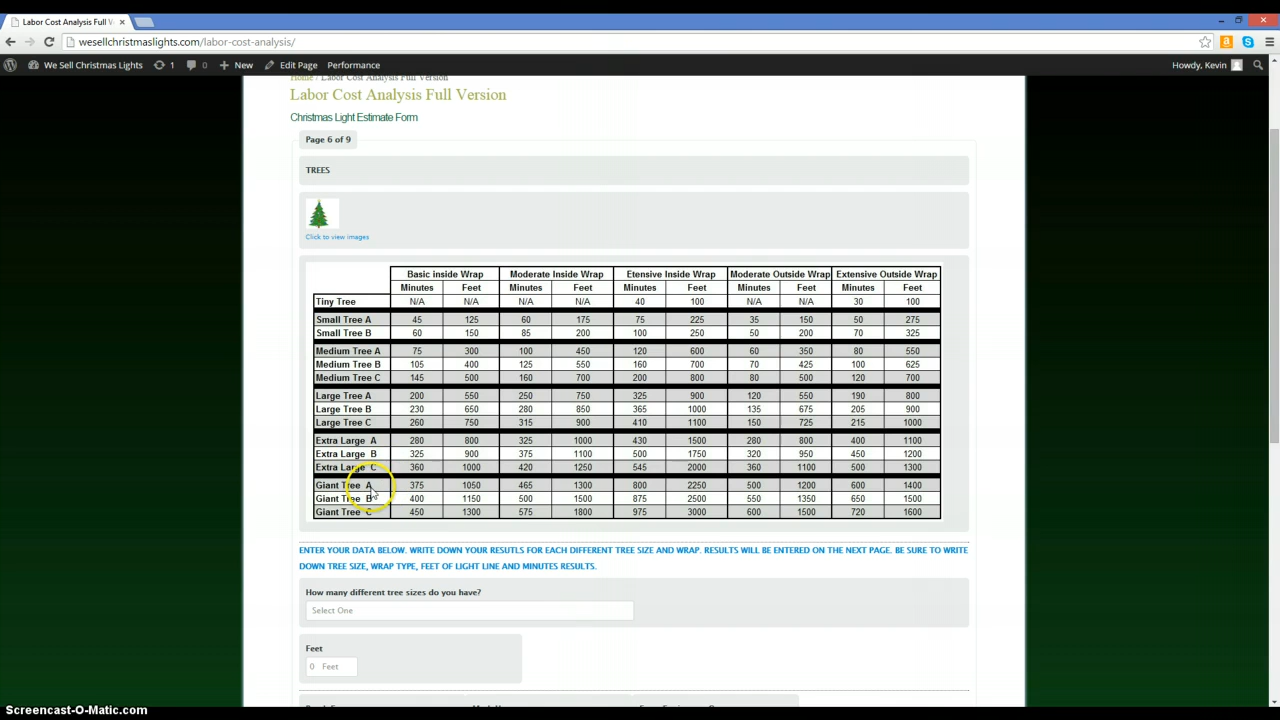 Labor Cost Analysis Full V
wesellchristmaslights.com/labor-cost-analysis/
We Sell Christmas Lights 1 0 New Edit Page Performance Howdy, Kevin
Home / Labor Cost Analysis Full Version
Labor Cost Analysis Full Version
Christmas Light Estimate Form
Page 6 of 9
TREES
Click to view images
Basic inside Wrap Moderate Inside Wrap Etensive Inside Wrap Moderate Outside Wrap Extensive Outside Wrap
Minutes Feet Minutes Feet Minutes Feet Minutes Feet Minutes Feet
Tiny Tree N/A N/A N/A N/A 40 100 N/A N/A 30 100
Small Tree A 45 125 60 175 75 225 35 150 50 275
Small Tree B 60 150 85 200 100 250 50 200 70 325
Medium Tree A 75 300 100 450 120 600 60 350 80 550
Medium Tree B 105 400 125 550 160 700 70 425 100 625
Medium Tree C 145 500 160 700 200 800 80 500 120 700
Large Tree A 200 550 250 750 325 900 120 550 190 800
Large Tree B 230 650 280 850 365 1000 135 675 205 900
Large Tree C 260 750 315 900 410 1100 150 725 215 1000
Extra Large A 280 800 325 1000 430 1500 280 800 400 1100
Extra Large B 325 900 375 1100 500 1750 320 950 450 1200
Extra Large C 360 1000 420 1250 545 2000 360 1100 500 1300
Giant Tree A 375 1050 465 1300 800 2250 500 1200 600 1400
Giant Tree B 400 1150 500 1500 875 2500 550 1350 650 1500
Giant Tree C 450 1300 575 1800 975 3000 600 1500 720 1600
ENTER YOUR DATA BELOW. WRITE DOWN YOUR RESUTLS FOR EACH DIFFERENT TREE SIZE AND WRAP. RESULTS WILL BE ENTERED ON THE NEXT PAGE. BE SURE TO WRITE
DOWN TREE SIZE, WRAP TYPE, FEET OF LIGHT LINE AND MINUTES RESULTS.
How many different tree sizes do you have?
Select One
Feet
0 Feet
Screencast-O-Matic.com